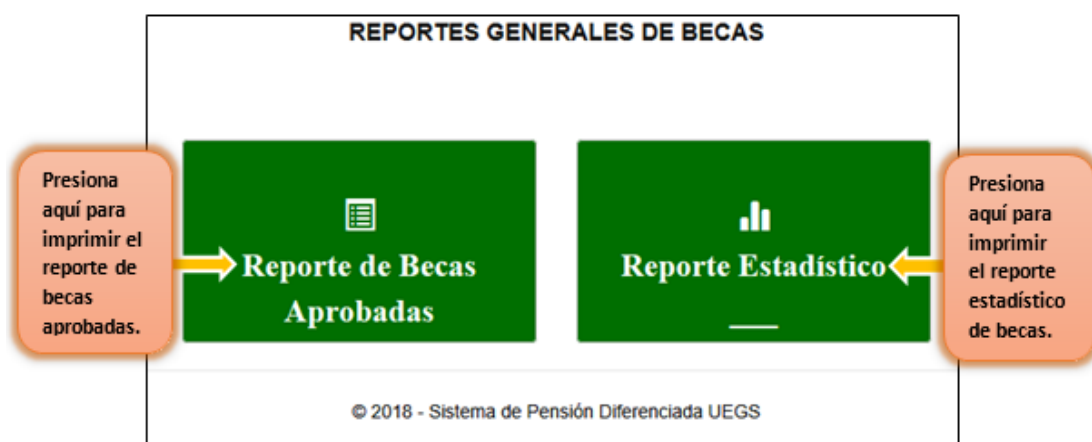 REPORTES GENERALES DE BECAS
Presiona
aquí para
imprimir el
reporte de
becas
aprobadas.
Reporte de Becas
Aprobadas
Reporte Estadístico
Presiona
aquí para
imprimir
el reporte
estadístico
de becas.
© 2018 - Sistema de Pensión Diferenciada UEGS